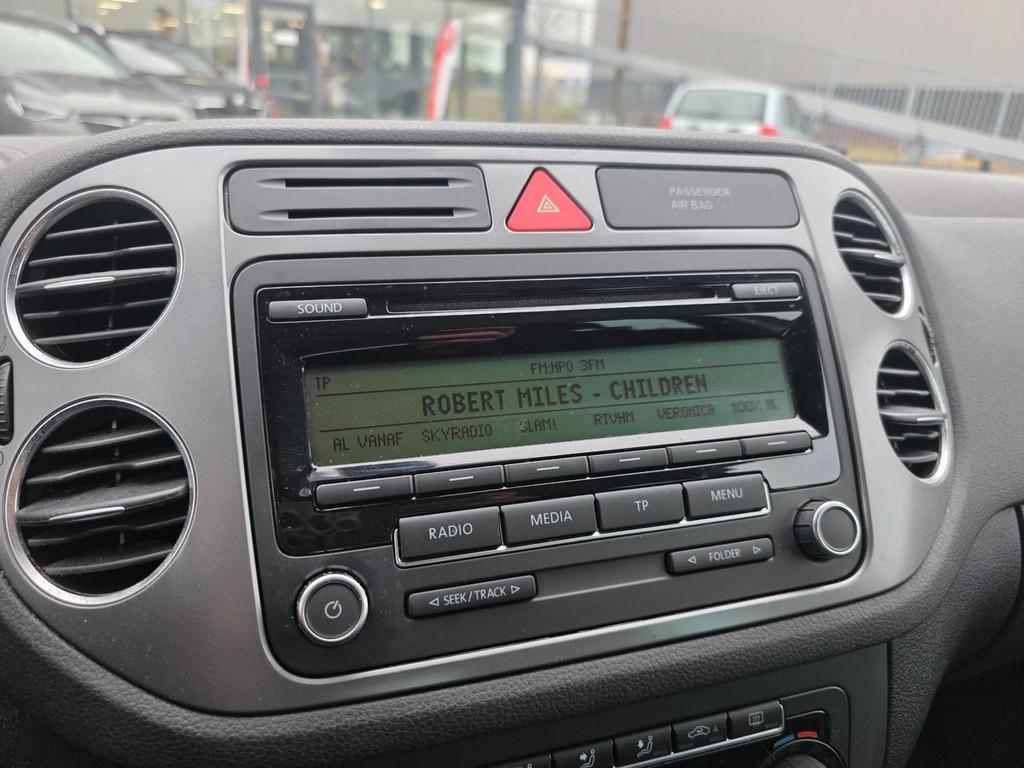 PASSENGER
AIR BAG
SOUND
EJECT
FM:NPO 3FM
TP
ROBERT MILES - CHILDREN
AL VANAF SKYRADIO SLAM! RTV4M VERONICA 100% NL
RADIO MEDIA TP MENU
◁ SEEK/TRACK ▷ ◁ FOLDER ▷
A